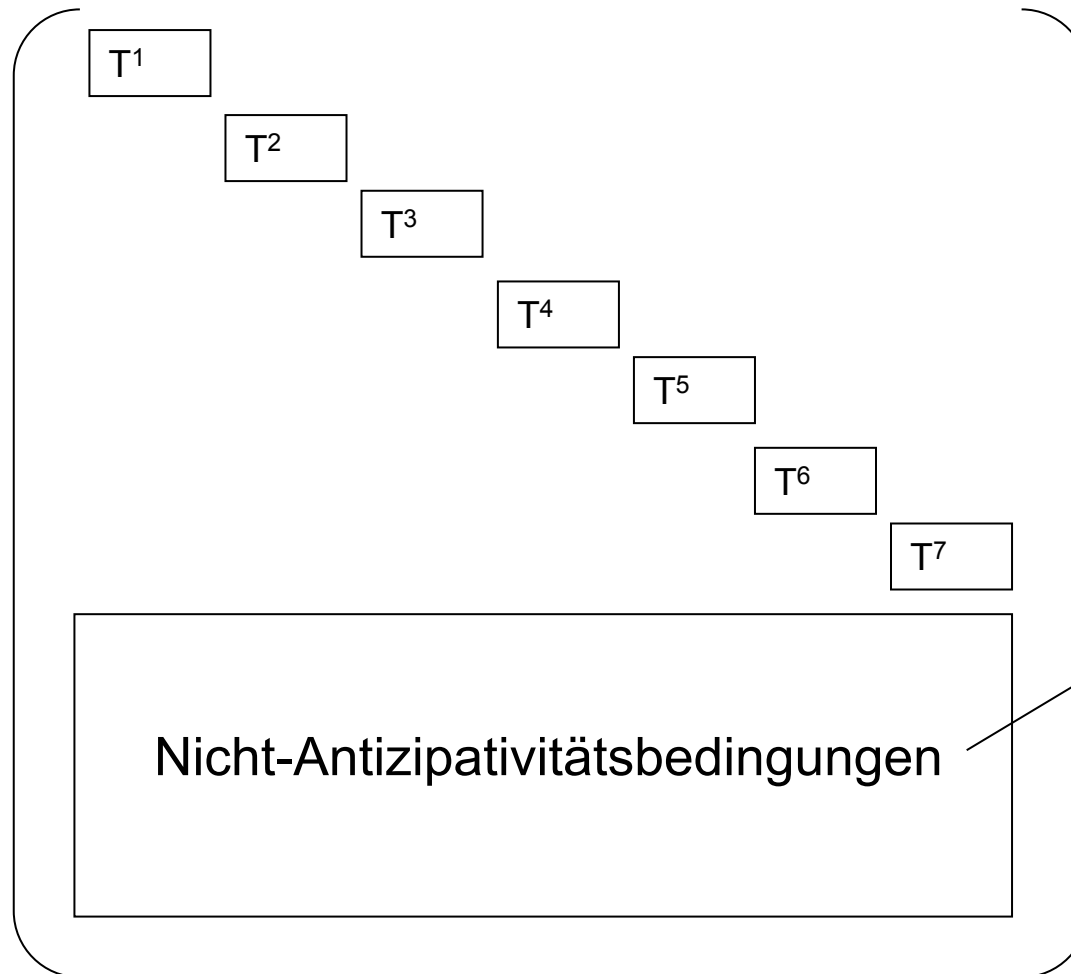 T¹
T²
T³
T⁴
T⁵
T⁶
T⁷
Nicht-Antizipativitätsbedingungen